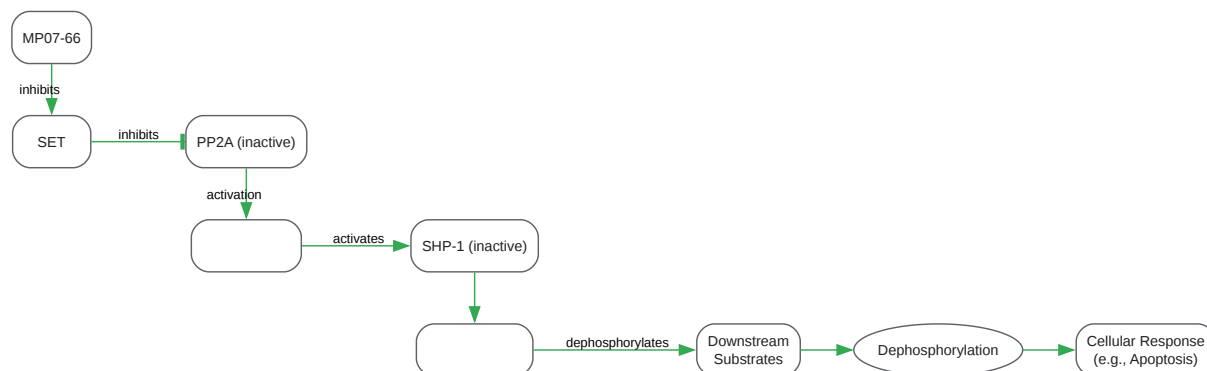 MP07-66
inhibits
SET
inhibits
PP2A (inactive)
activation
activates
SHP-1 (inactive)
dephosphorylates
Downstream
Substrates
Dephosphorylation
Cellular Response
(e.g., Apoptosis)